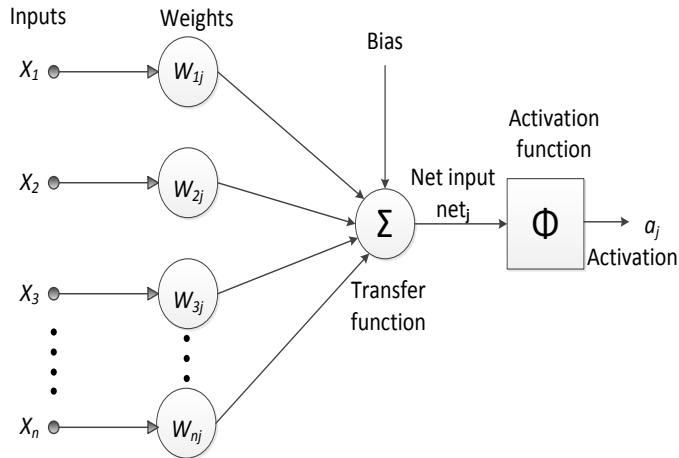 Inputs
Weights
Bias
X1
W1j
X2
W2j
X3
W3j
Xn
Wnj
Σ
Transfer
function
Net input
netj
Activation
function
Φ
aj
Activation